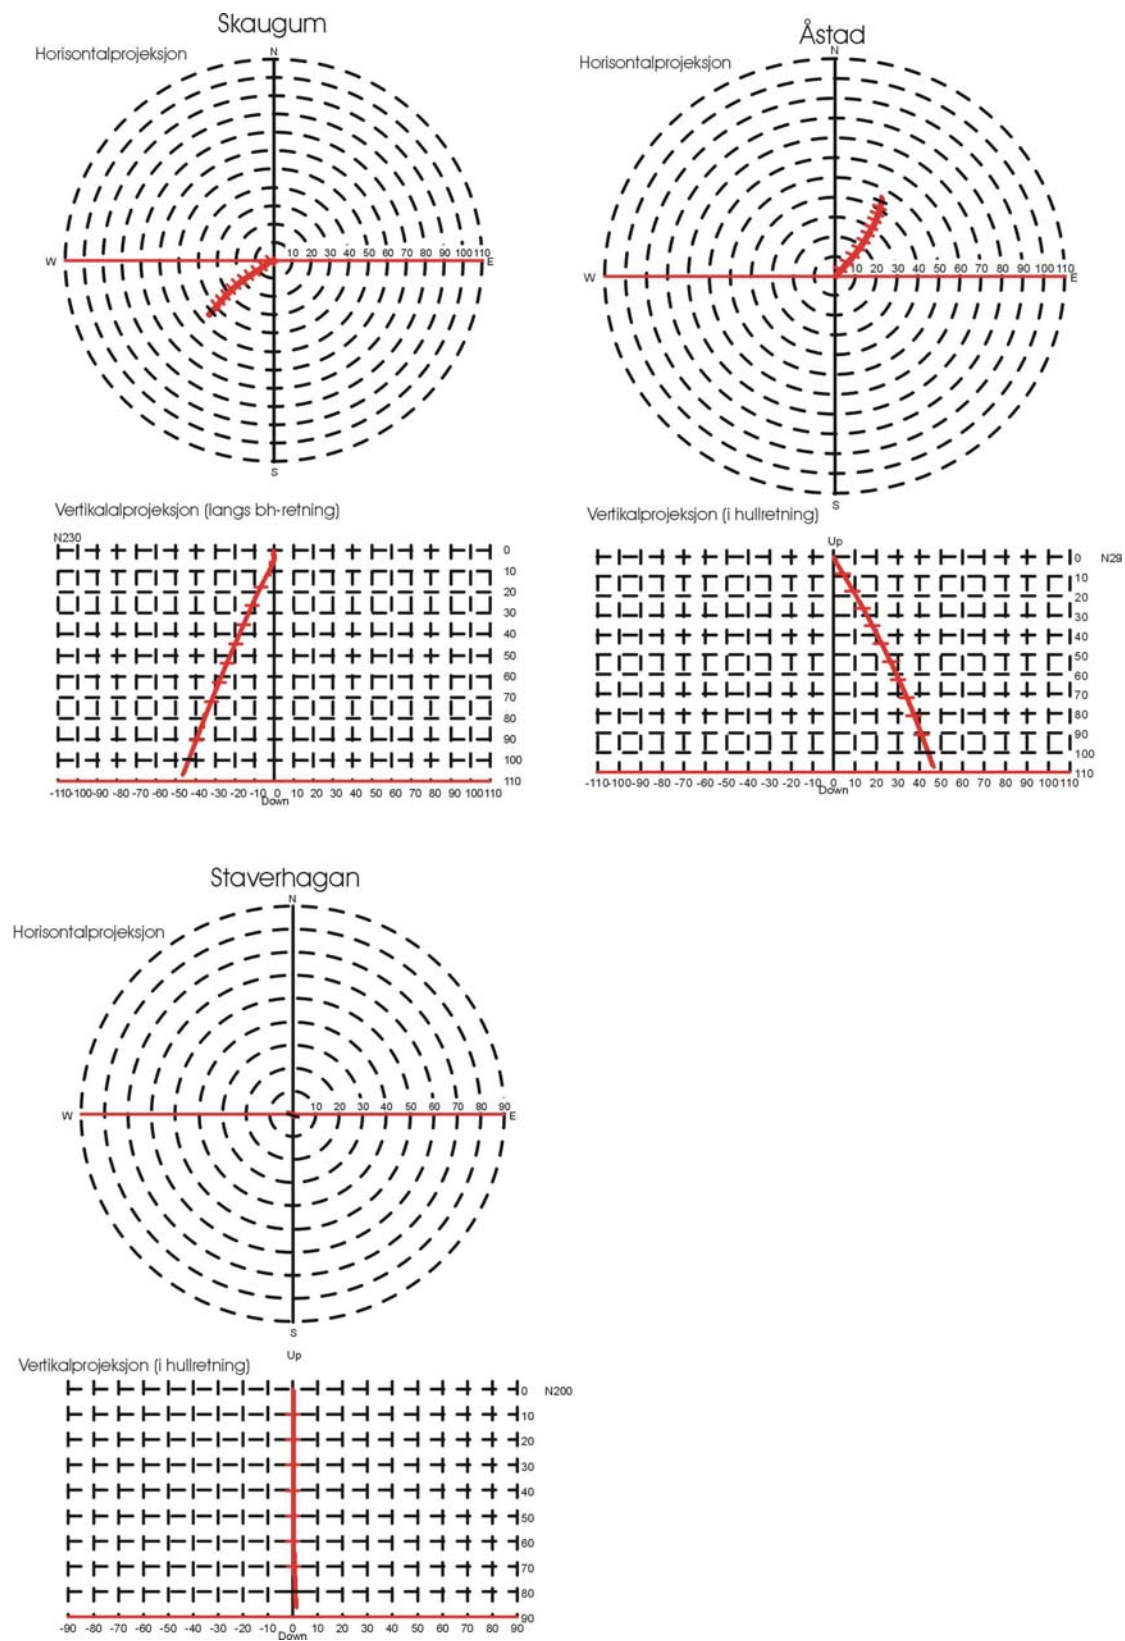 Skaugum
Horisontalprojeksjon
N
W
10 20 30 40 50 60 70 80 90 100 110
E
S
Vertikalalprojeksjon (langs bh-retning)
N230
0
10
20
30
40
50
60
70
80
90
100
110
-110-100-90 -80 -70 -60 -50 -40 -30 -20 -10 0 10 20 30 40 50 60 70 80 90 100 110
Down
Åstad
Horisontalprojeksjon
N
W
10 20 30 40 50 60 70 80 90 100 110
E
S
Vertikalprojeksjon (i hullretning)
Up
0
10
20
30
40
50
60
70
80
90
100
110
-110-100-90 -80 -70 -60 -50 -40 -30 -20 -10 0 10 20 30 40 50 60 70 80 90 100 110
Down
Staverhagan
Horisontalprojeksjon
N
W
10 20 30 40 50 60 70 80 90
E
S
Up
Vertikalprojeksjon (i hullretning)
0 N200
10
20
30
40
50
60
70
80
90
-90 -80 -70 -60 -50 -40 -30 -20 -10 0 10 20 30 40 50 60 70 80 90
Down